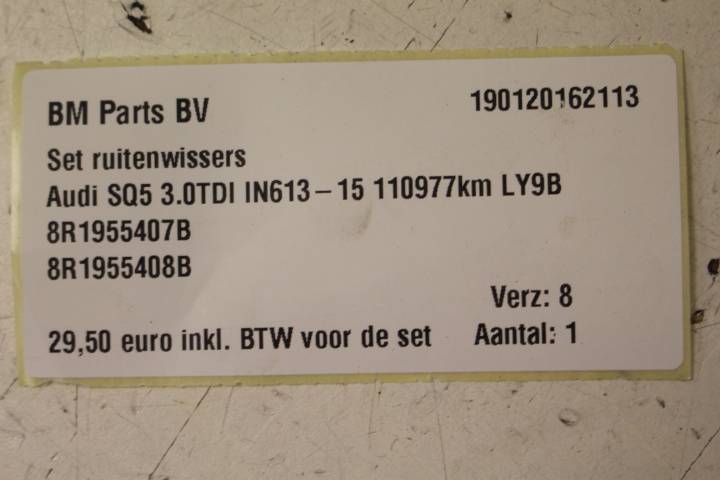 BM Parts BV 190120162113
Set ruitenwissers
Audi SQ5 3.0TDI IN613-15 110977km LY9B
8R1955407B
8R1955408B
Verz: 8
29,50 euro inkl. BTW voor de set Aantal: 1